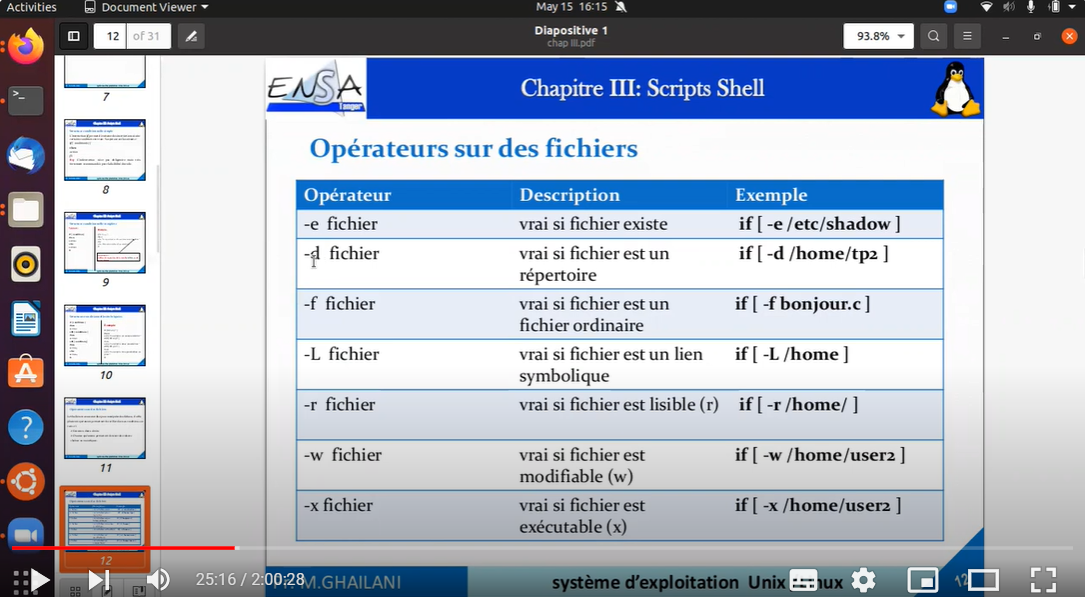 Activities
Document Viewer
May 15 16:15
12 of 31
Diapositive 1
chap III.pdf
93.8%
7
8
9
10
11
12
ENSA
Tanger
Chapitre III: Scripts Shell
Opérateurs sur des fichiers
Opérateur Description Exemple
-e fichier vrai si fichier existe if [ -e /etc/shadow ]
-d fichier vrai si fichier est un if [ -d /home/tp2 ]
répertoire
-f fichier vrai si fichier est un if [ -f bonjour.c ]
fichier ordinaire
-L fichier vrai si fichier est un lien if [ -L /home ]
symbolique
-r fichier vrai si fichier est lisible (r) if [ -r /home/ ]
-w fichier vrai si fichier est if [ -w /home/user2 ]
modifiable (w)
-x fichier vrai si fichier est if [ -x /home/user2 ]
exécutable (x)
25:16 / 2:00:28
M.GHAILANI
système d'exploitation Unix
12